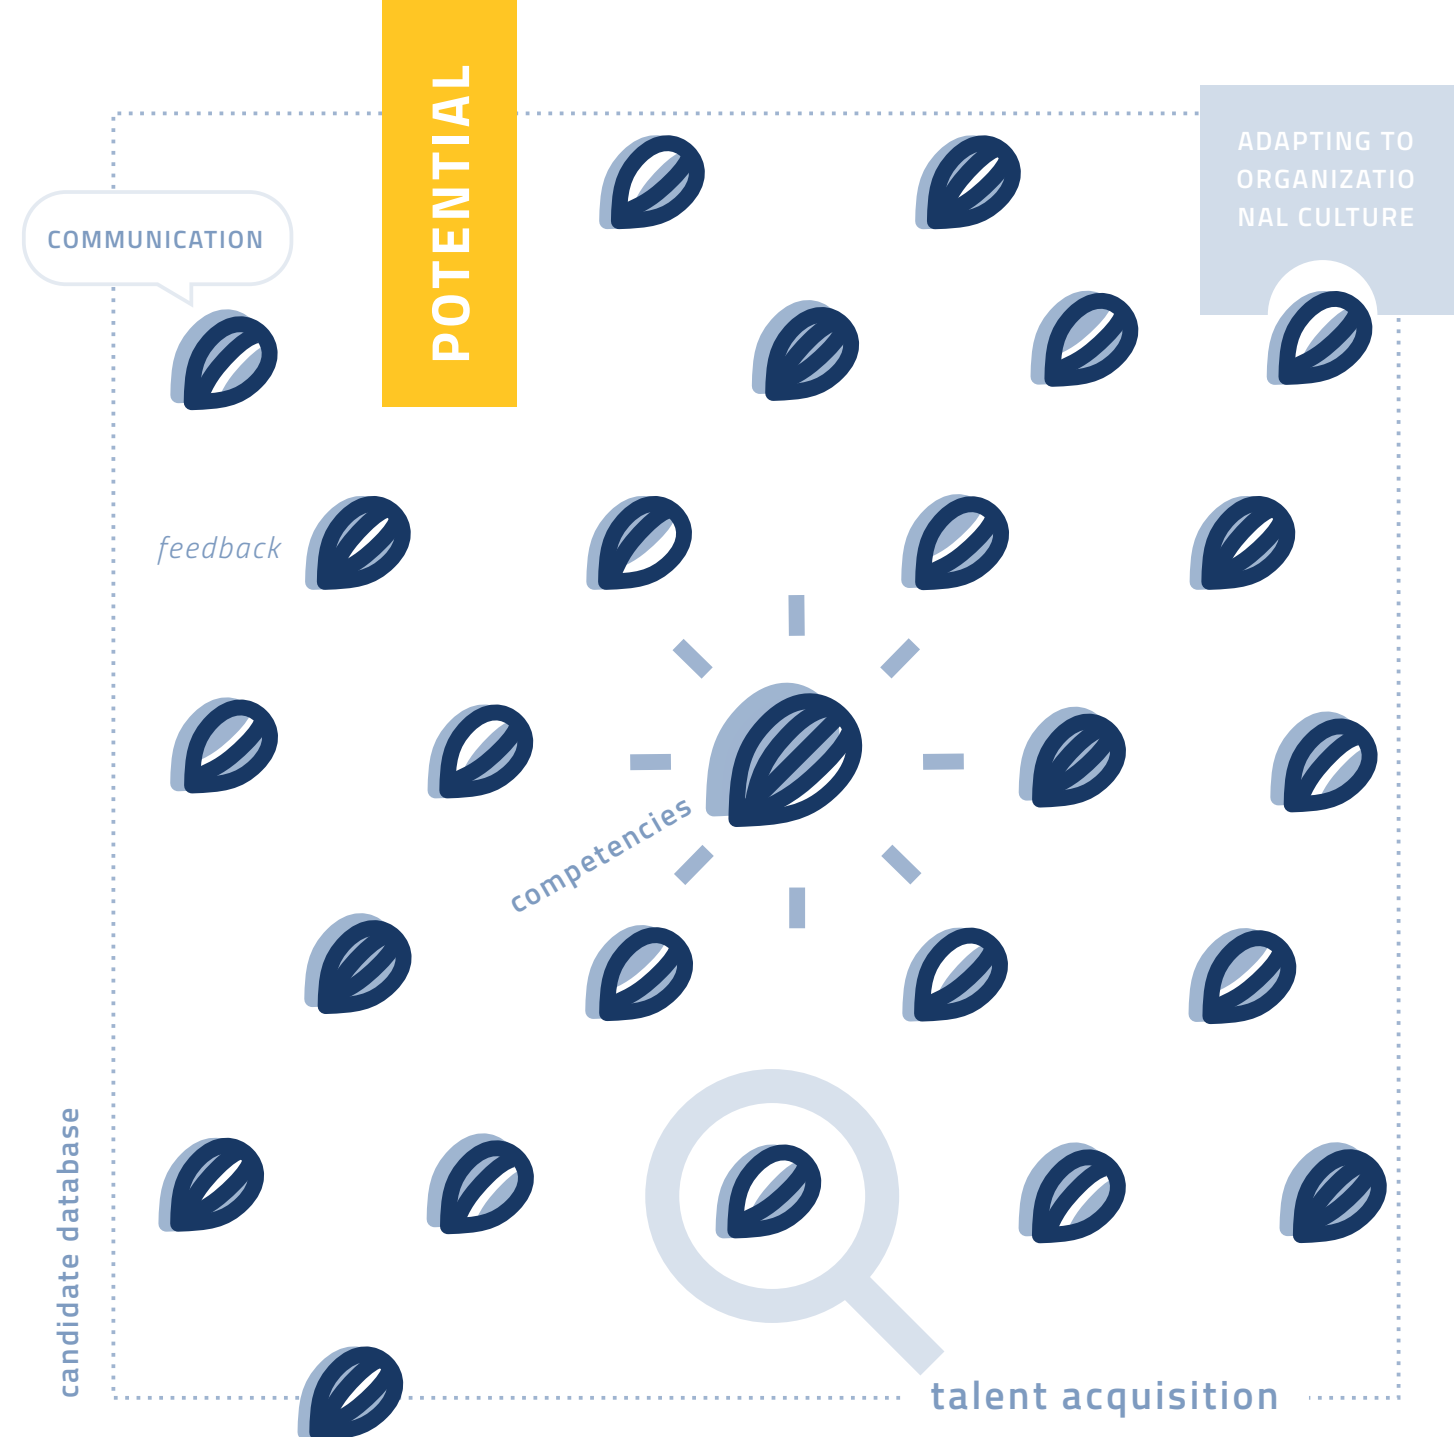 POTENTIAL
ADAPTING TO
ORGANIZATIO
NAL CULTURE
COMMUNICATION
feedback
competencies
candidate database
talent acquisition